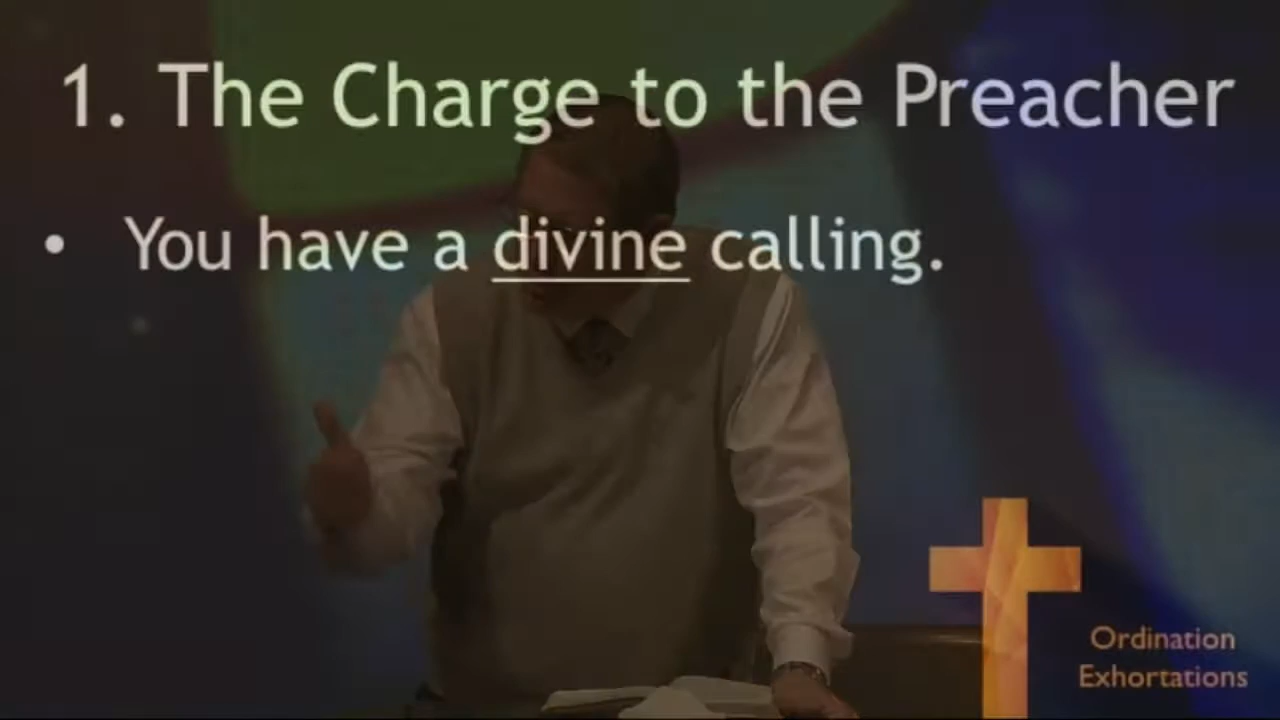 1. The Charge to the Preacher
• You have a divine calling.
Ordination
Exhortations